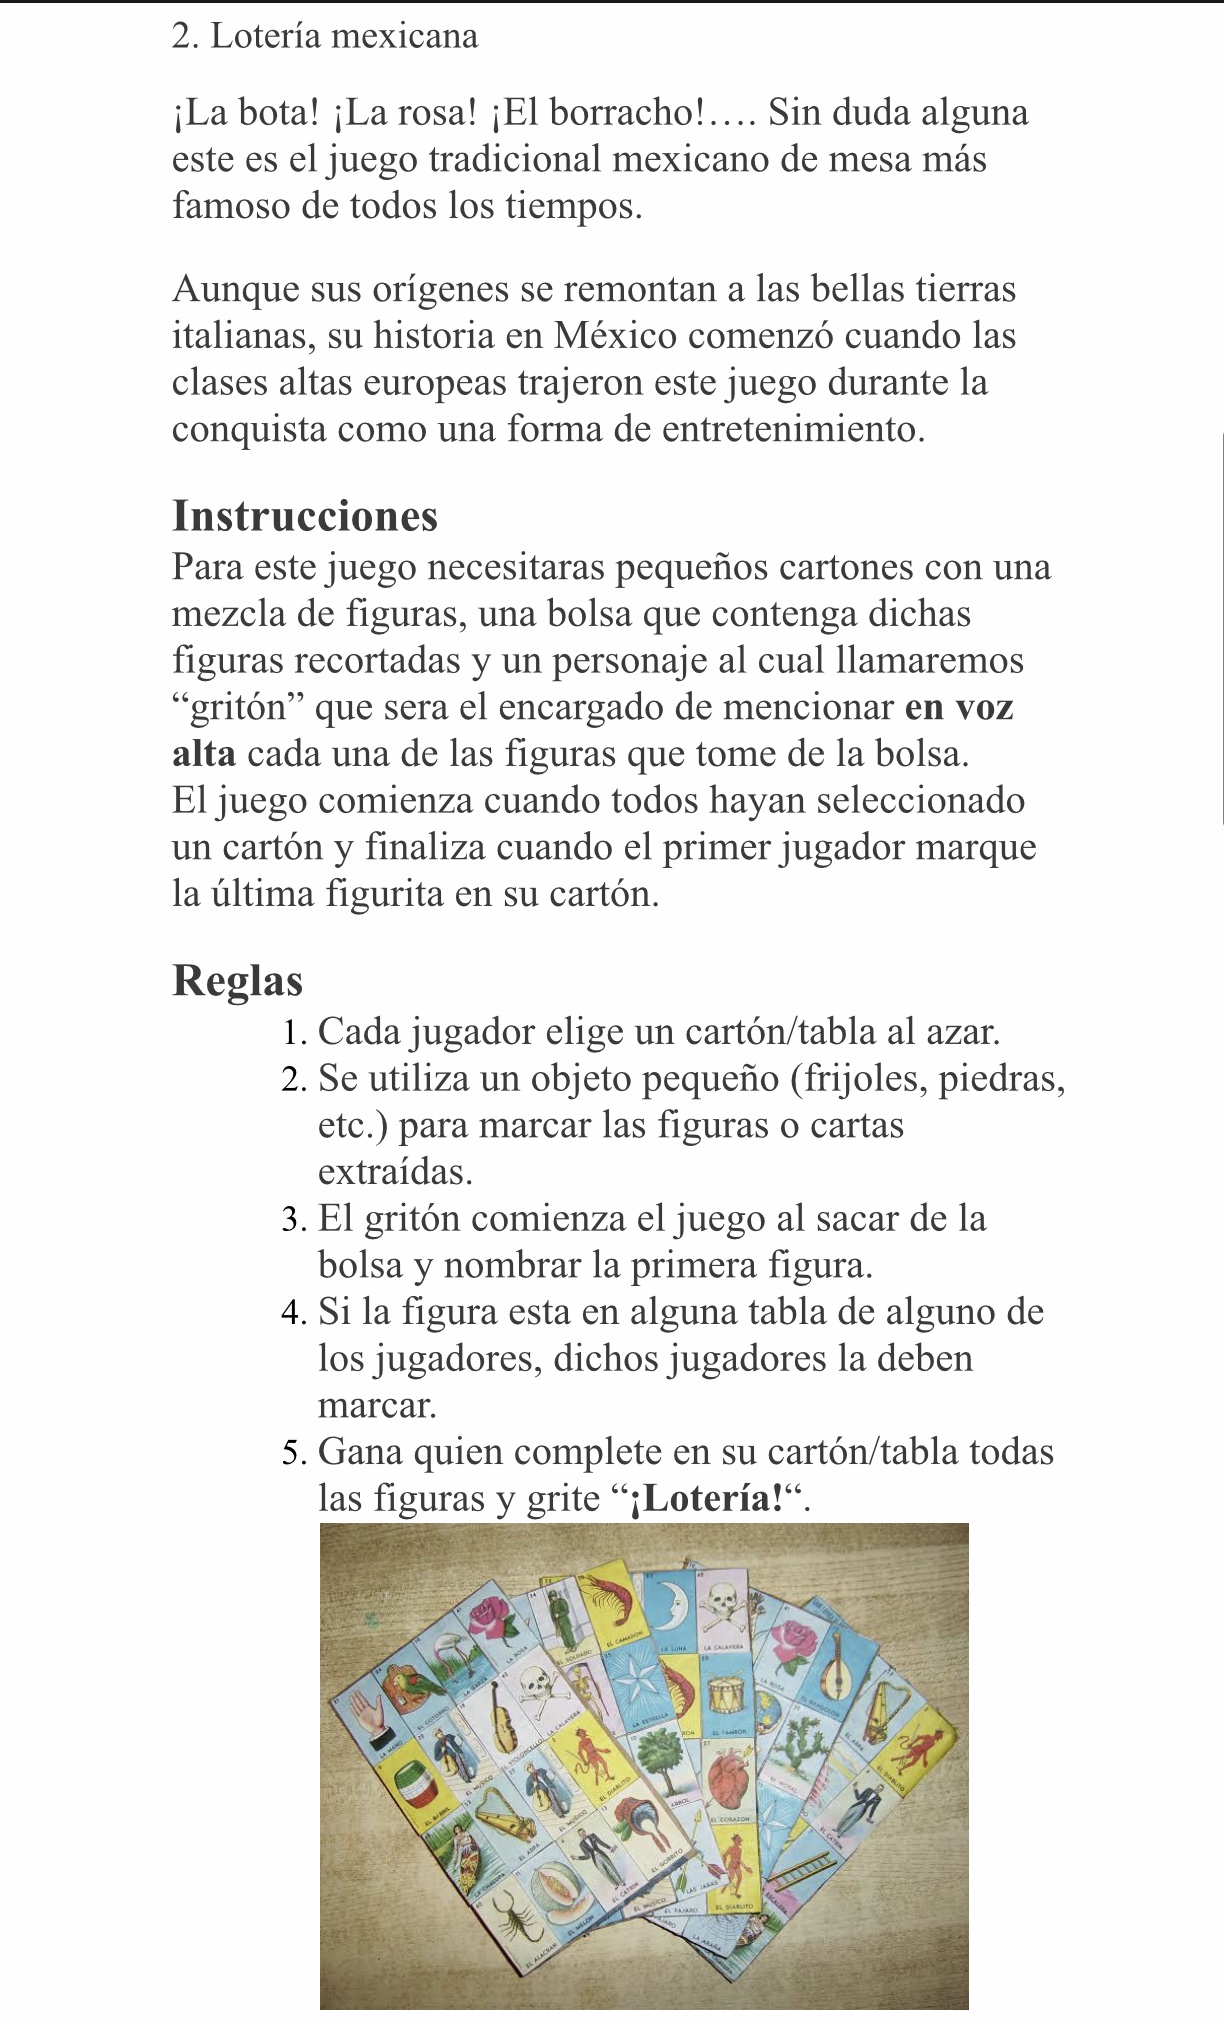 2. Lotería mexicana
¡La bota! ¡La rosa! ¡El borracho!…. Sin duda alguna
este es el juego tradicional mexicano de mesa más
famoso de todos los tiempos.
Aunque sus orígenes se remontan a las bellas tierras
italianas, su historia en México comenzó cuando las
clases altas europeas trajeron este juego durante la
conquista como una forma de entretenimiento.
Instrucciones
Para este juego necesitaras pequeños cartones con una
mezcla de figuras, una bolsa que contenga dichas
figuras recortadas y un personaje al cual llamaremos
“gritón” que sera el encargado de mencionar en voz
alta cada una de las figuras que tome de la bolsa.
El juego comienza cuando todos hayan seleccionado
un cartón y finaliza cuando el primer jugador marque
la última figurita en su cartón.
Reglas
1. Cada jugador elige un cartón/tabla al azar.
2. Se utiliza un objeto pequeño (frijoles, piedras,
etc.) para marcar las figuras o cartas
extraídas.
3. El gritón comienza el juego al sacar de la
bolsa y nombrar la primera figura.
4. Si la figura esta en alguna tabla de alguno de
los jugadores, dichos jugadores la deben
marcar.
5. Gana quien complete en su cartón/tabla todas
las figuras y grite “¡Lotería!“.
LA MANO
EL COTORRO
LA GARZA
LA ROSA
EL SOLDADO
EL CAMARON
LA LUNA
LA CALAVERA
EL MUSICO
EL VIOLONCELLO
LA CALAVERA
LA ESTRELLA
EL TAMBOR
LA ROSA
EL BANDOLON
EL ARPA
EL DIABLITO
EL ARPA
EL MUSICO
EL DIABLITO
ARBOL
EL CORAZON
EL NOPAL
EL CATRIN
LA CHALUPA
EL ALACRAN
EL MELON
EL CATRIN
EL GORRITO
EL MUSICO
LAS JARAS
EL PAJARO
EL DIABLITO
LA ARAÑA
ESCALERA